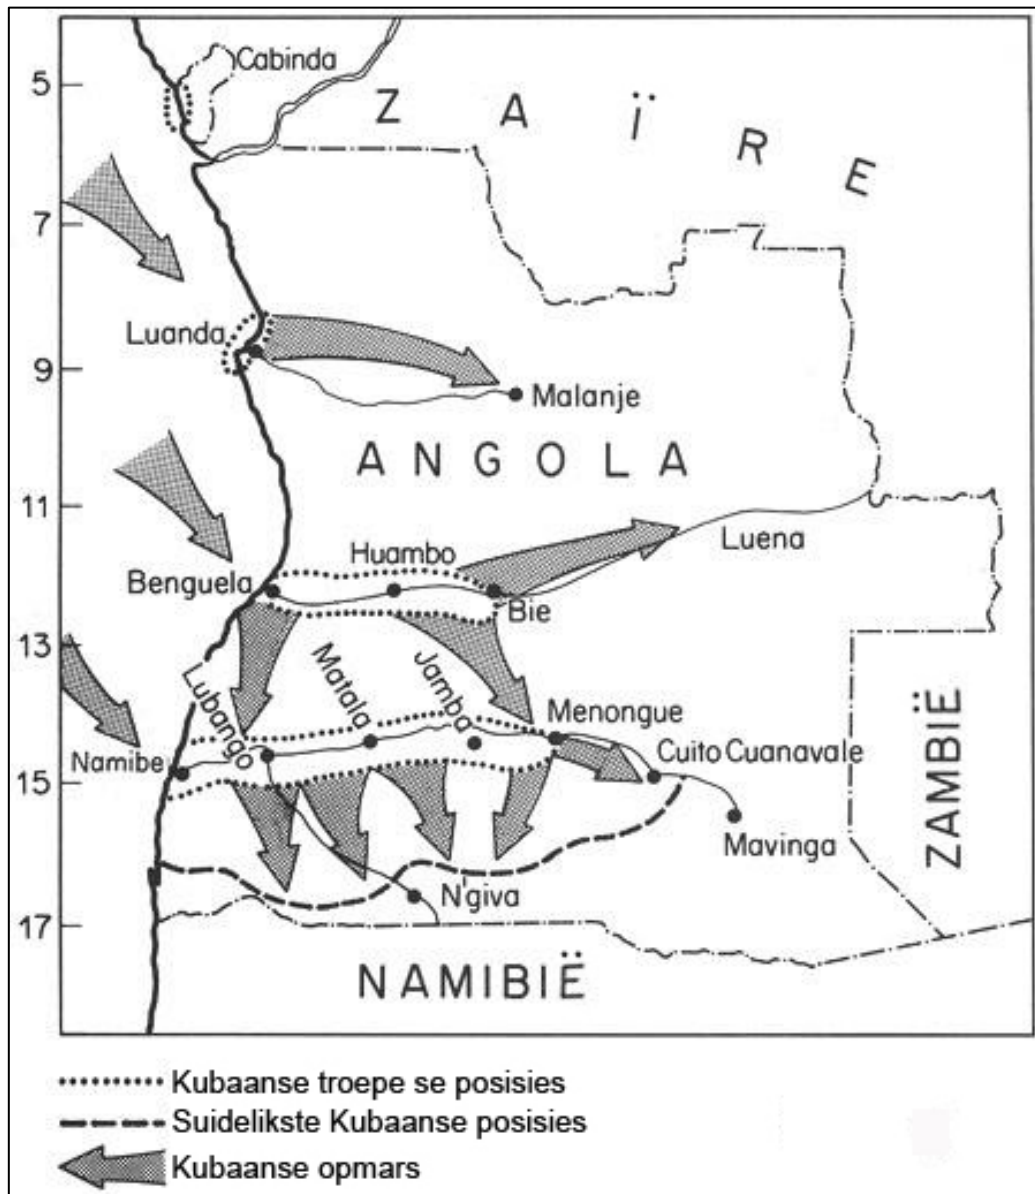 Cabinda
5
Z A Ï R E
7
Luanda
9
Malanje
ANGOLA
11
Huambo
Luena
Benguela
Bie
13
Lubango
Matala
Jamba
Menongue
Namibe
Cuito Cuanavale
15
Mavinga
ZAMBIË
N'giva
17
NAMIBIË
Kubaanse troepe se posisies
Suidelikste Kubaanse posisies
Kubaanse opmars